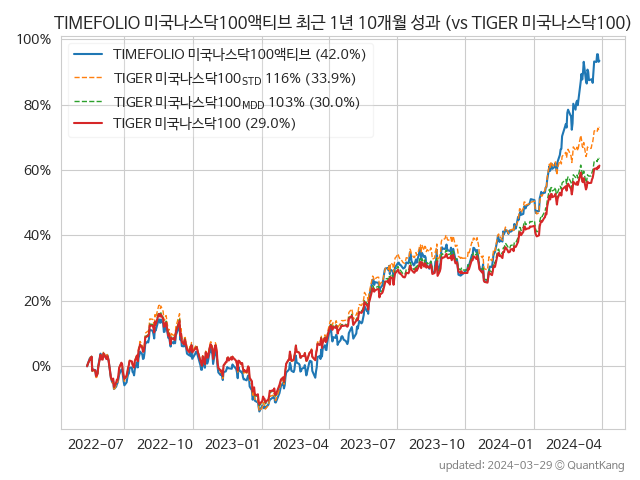 TIMEFOLIO 미국나스닥100액티브 최근 1년 10개월 성과 (vs TIGER 미국나스닥100)
100%
80%
60%
40%
20%
0%
TIMEFOLIO 미국나스닥100액티브 (42.0%)
TIGER 미국나스닥100STD 116% (33.9%)
TIGER 미국나스닥100MDD 103% (30.0%)
TIGER 미국나스닥100 (29.0%)
2022-07 2022-10 2023-01 2023-04 2023-07 2023-10 2024-01 2024-04
updated: 2024-03-29 © QuantKang